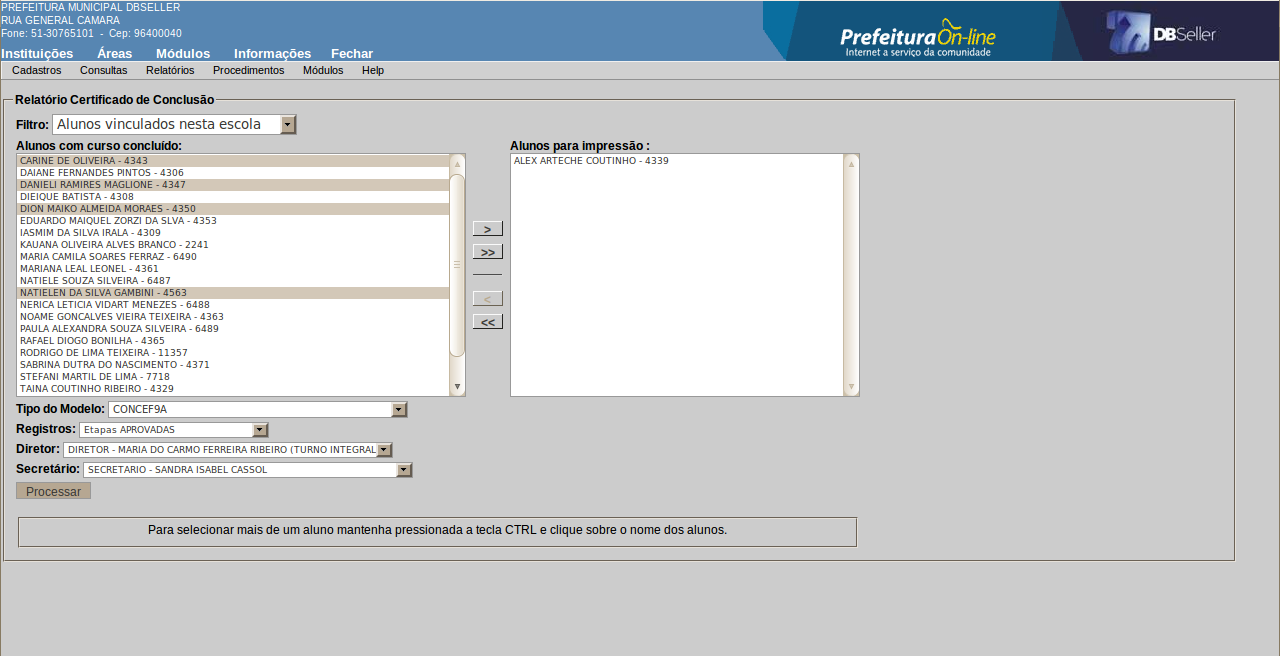 PREFEITURA MUNICIPAL DBSELLER
RUA GENERAL CAMARA
Fone: 51-30765101 - Cep: 96400040
Prefeitura On-line
Internet a serviço da comunidade
DBSeller
Instituições Áreas Módulos Informações Fechar
Cadastros Consultas Relatórios Procedimentos Módulos Help
Relatório Certificado de Conclusão
Filtro: Alunos vinculados nesta escola
Alunos com curso concluído:
CARINE DE OLIVEIRA - 4343
DAIANE FERNANDES PINTOS - 4306
DANIELI RAMIRES MAGLIONE - 4347
DIEIQUE BATISTA - 4308
DION MAIKO ALMEIDA MORAES - 4350
EDUARDO MAIQUEL ZORZI DA SLVA - 4353
IASMIM DA SILVA IRALA - 4309
KAUANA OLIVEIRA ALVES BRANCO - 2241
MARIA CAMILA SOARES FERRAZ - 6490
MARIANA LEAL LEONEL - 4361
NATIELE SOUZA SILVEIRA - 6487
NATIELEN DA SILVA GAMBINI - 4563
NERICA LETICIA VIDART MENEZES - 6488
NOAME GONCALVES VIEIRA TEIXEIRA - 4363
PAULA ALEXANDRA SOUZA SILVEIRA - 6489
RAFAEL DIOGO BONILHA - 4365
RODRIGO DE LIMA TEIXEIRA - 11357
SABRINA DUTRA DO NASCIMENTO - 4371
STEFANI MARTIL DE LIMA - 7718
TAINA COUTINHO RIBEIRO - 4329
>
>>
<
<<
Alunos para impressão :
ALEX ARTECHE COUTINHO - 4339
Tipo do Modelo: CONCEF9A
Registros: Etapas APROVADAS
Diretor: DIRETOR - MARIA DO CARMO FERREIRA RIBEIRO (TURNO INTEGRAL
Secretário: SECRETARIO - SANDRA ISABEL CASSOL
Processar
Para selecionar mais de um aluno mantenha pressionada a tecla CTRL e clique sobre o nome dos alunos.